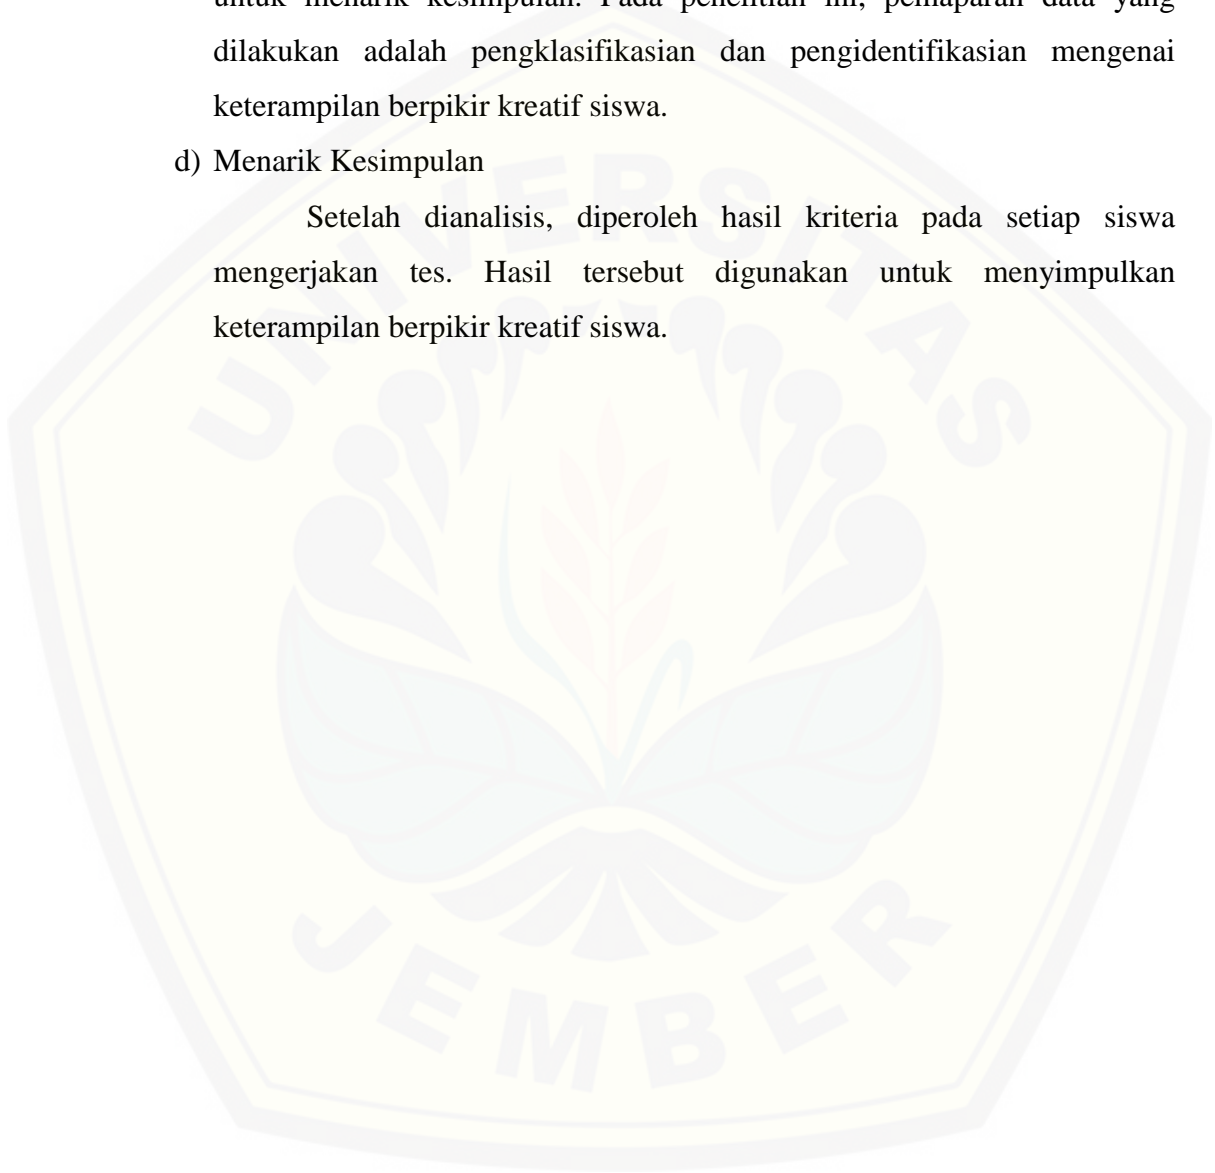 untuk menarik kesimpulan. Pada penelitian ini, pemaparan data yang
dilakukan adalah pengklasifikasian dan pengidentifikasian mengenai
keterampilan berpikir kreatif siswa.
d) Menarik Kesimpulan
Setelah dianalisis, diperoleh hasil kriteria pada setiap siswa
mengerjakan tes. Hasil tersebut digunakan untuk menyimpulkan
keterampilan berpikir kreatif siswa.
UNIVERSITAS
JEMBER